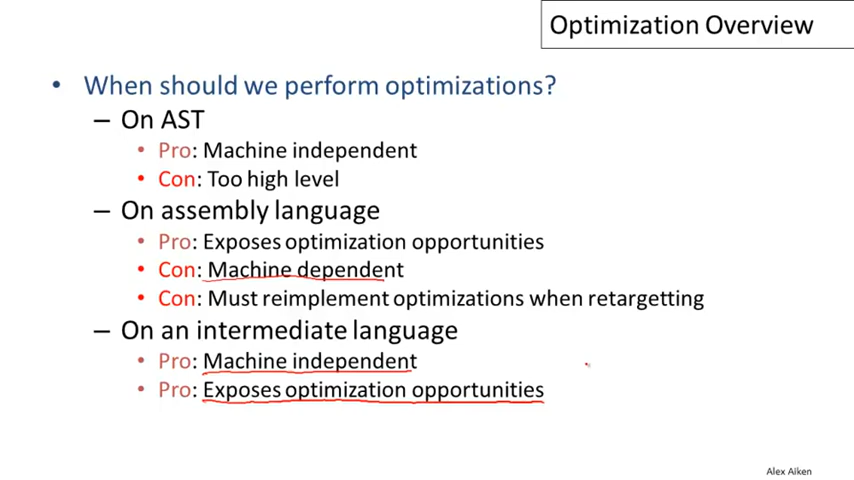 Optimization Overview
• When should we perform optimizations?
– On AST
• Pro: Machine independent
• Con: Too high level
– On assembly language
• Pro: Exposes optimization opportunities
• Con: Machine dependent
• Con: Must reimplement optimizations when retargetting
– On an intermediate language
• Pro: Machine independent
• Pro: Exposes optimization opportunities
Alex Aiken